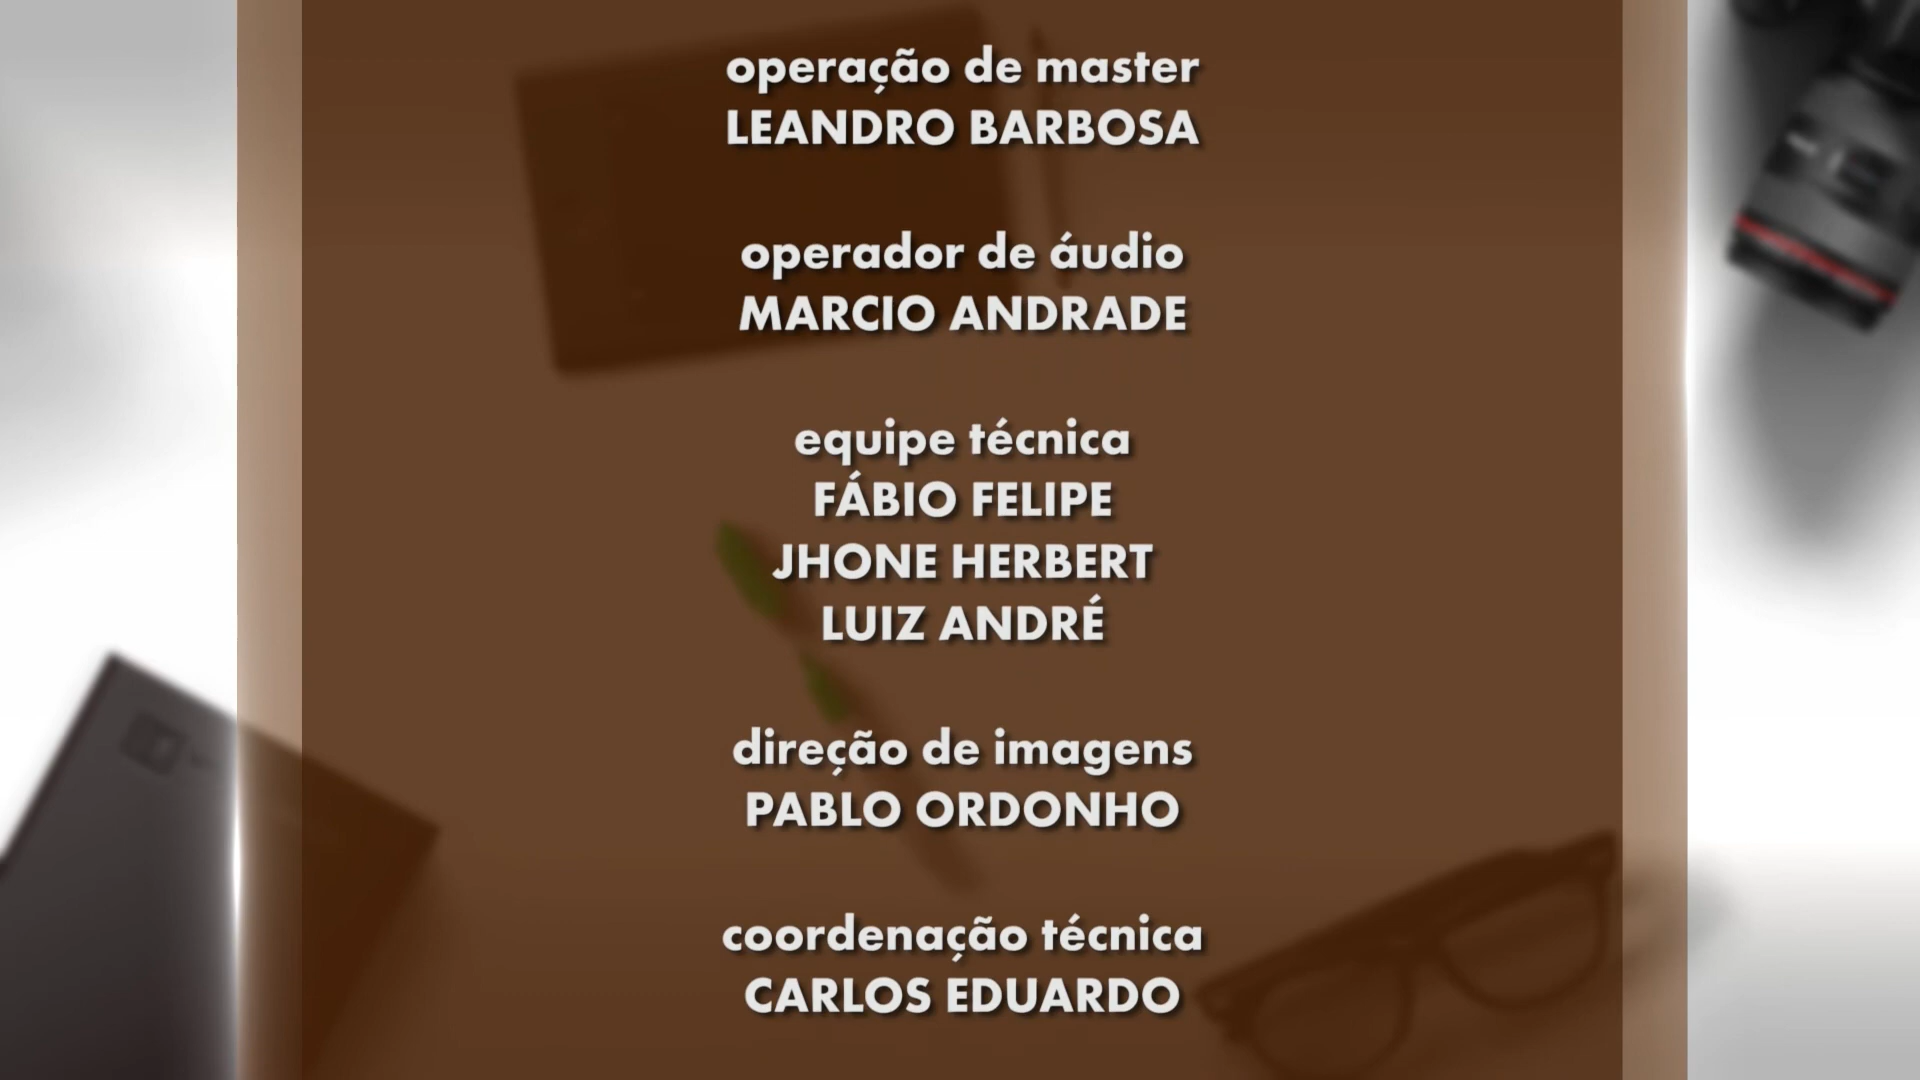 operação de master
LEANDRO BARBOSA
operador de áudio
MARCIO ANDRADE
equipe técnica
FÁBIO FELIPE
JHONE HERBERT
LUIZ ANDRÉ
direção de imagens
PABLO ORDONHO
coordenação técnica
CARLOS EDUARDO